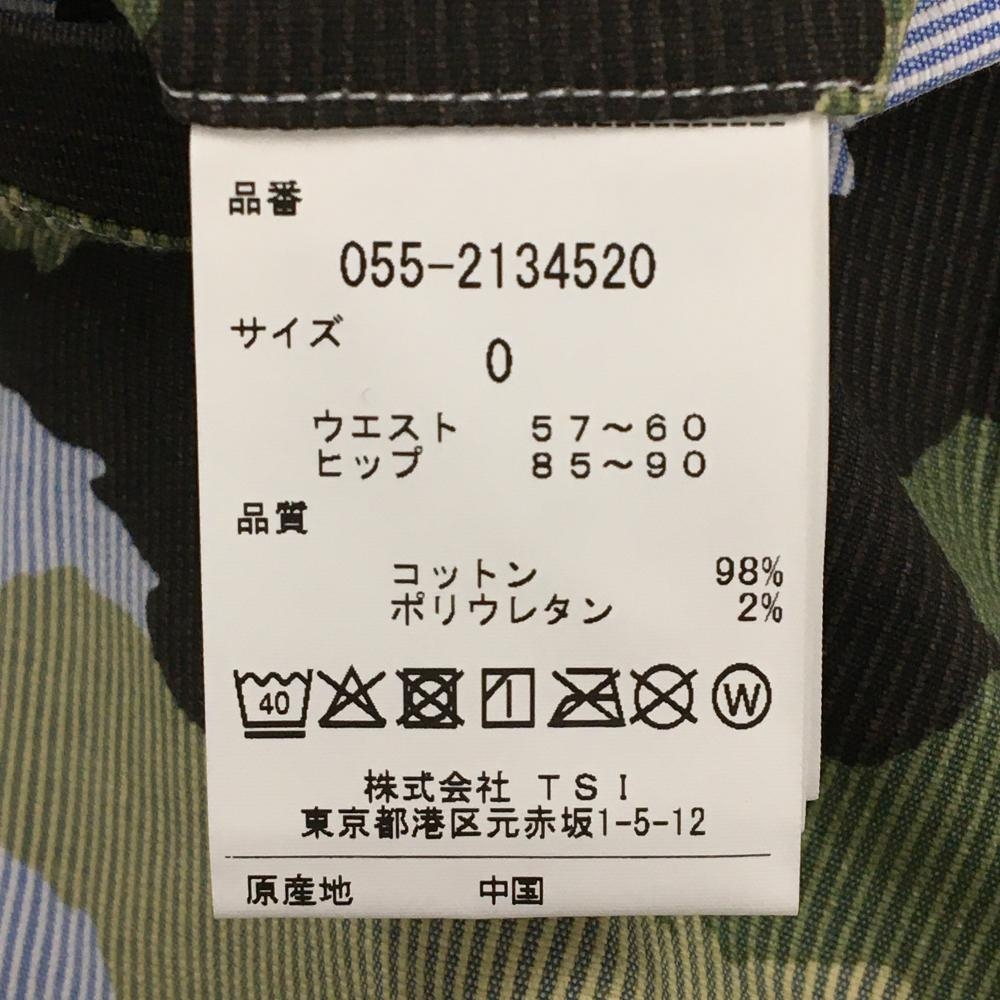 品番
055-2134520
サイズ
0
ウエスト 57～60
ヒップ 85～90
品質
コットン 98%
ポリウレタン 2%
40 W
株式会社 TSI
東京都港区元赤坂1-5-12
原産地 中国